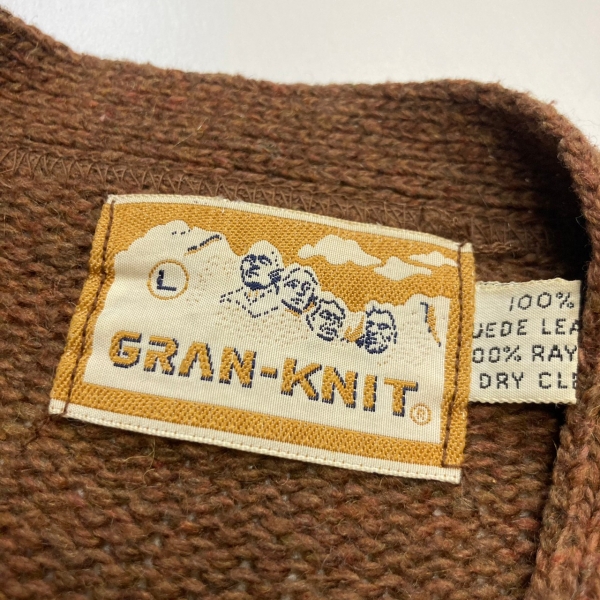 L
GRAN-KNIT®
100%
UEDE LEA
00% RAY
DRY CLE